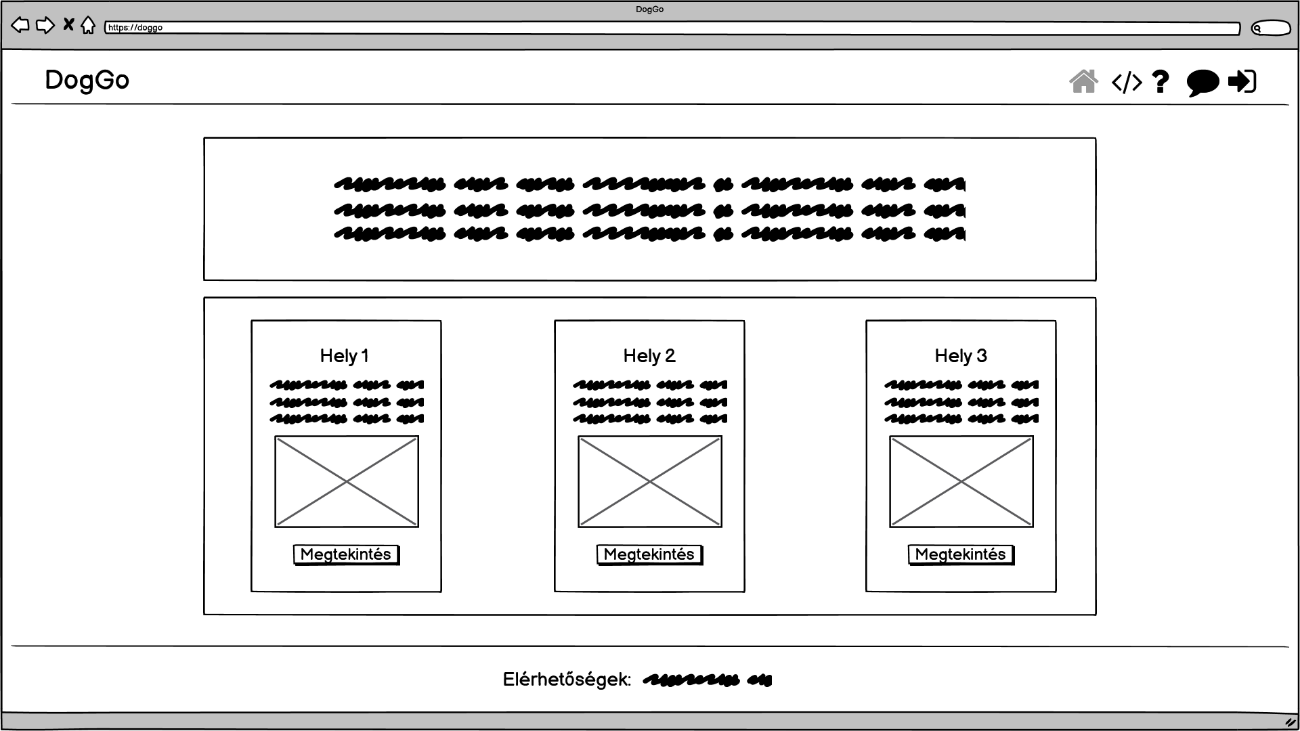 DogGo
https://doggo
DogGo
?
Hely 1
Hely 2
Hely 3
Megtekintés
Megtekintés
Megtekintés
Elérhetőségek: